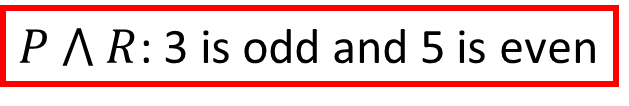 P ⋀ R: 3 is odd and 5 is even